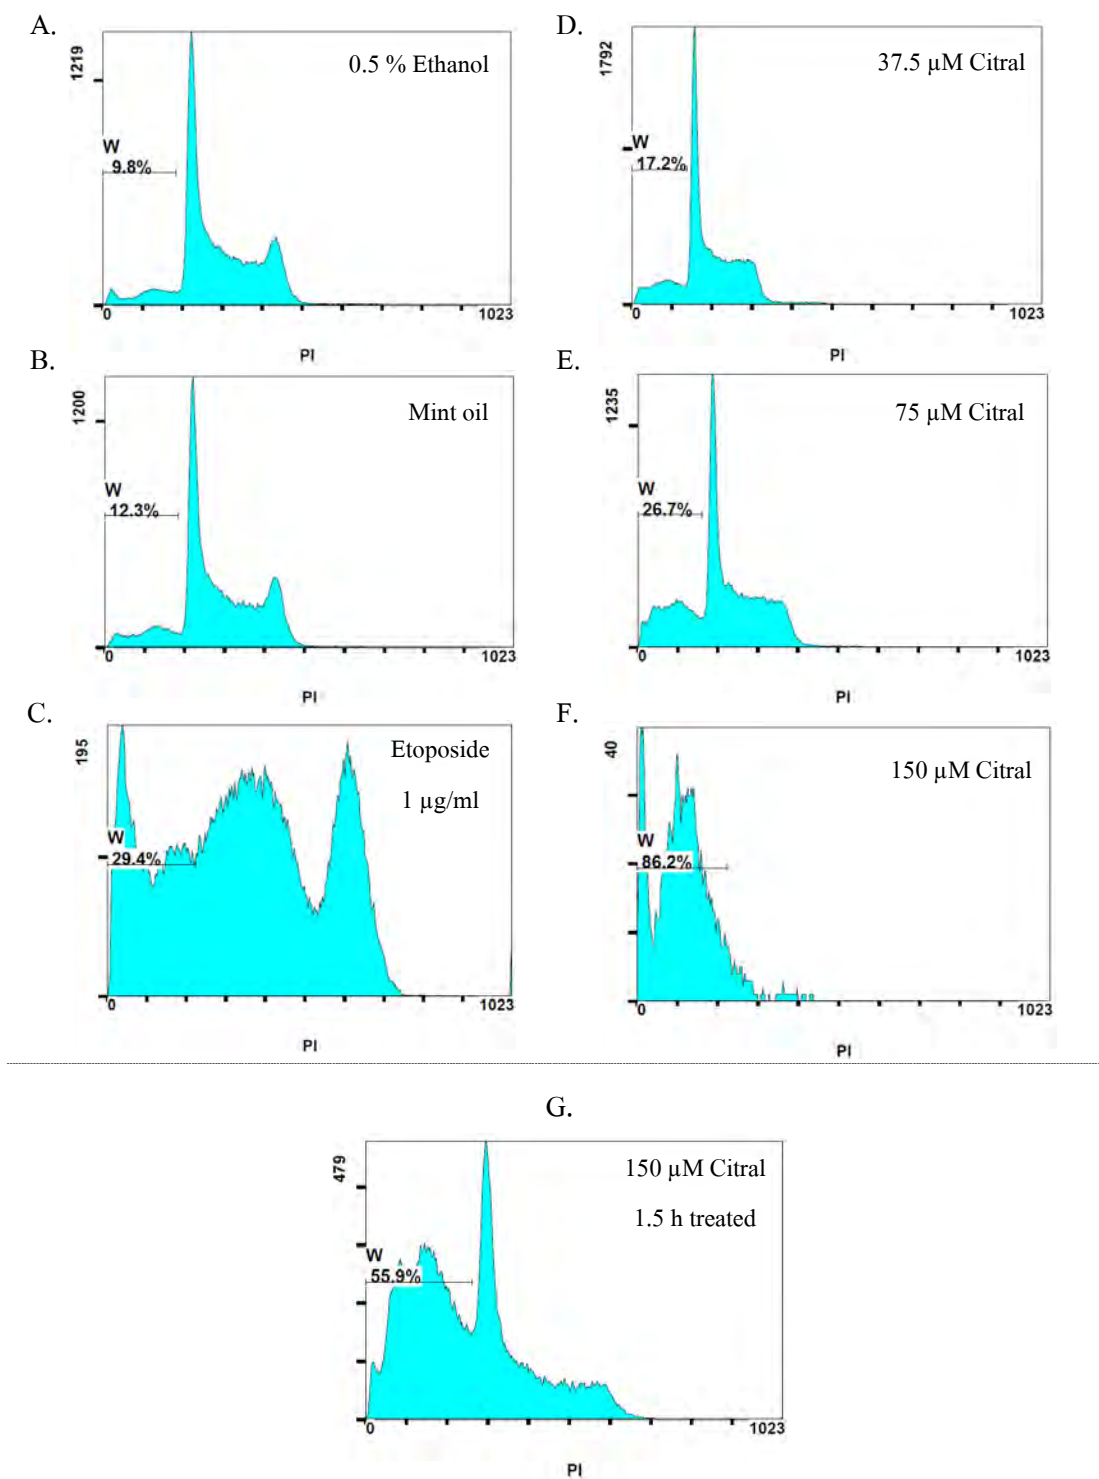 A.
1219
0.5 % Ethanol
W
9.8%
0
1023
PI
B.
1200
Mint oil
W
12.3%
0
1023
PI
C.
195
Etoposide
1 µg/ml
W
29.4%
0
1023
PI
D.
1792
37.5 µM Citral
W
17.2%
0
1023
PI
E.
1235
75 µM Citral
W
26.7%
0
1023
PI
F.
40
150 µM Citral
W
86.2%
0
1023
PI
G.
479
150 µM Citral
1.5 h treated
W
55.9%
0
1023
PI